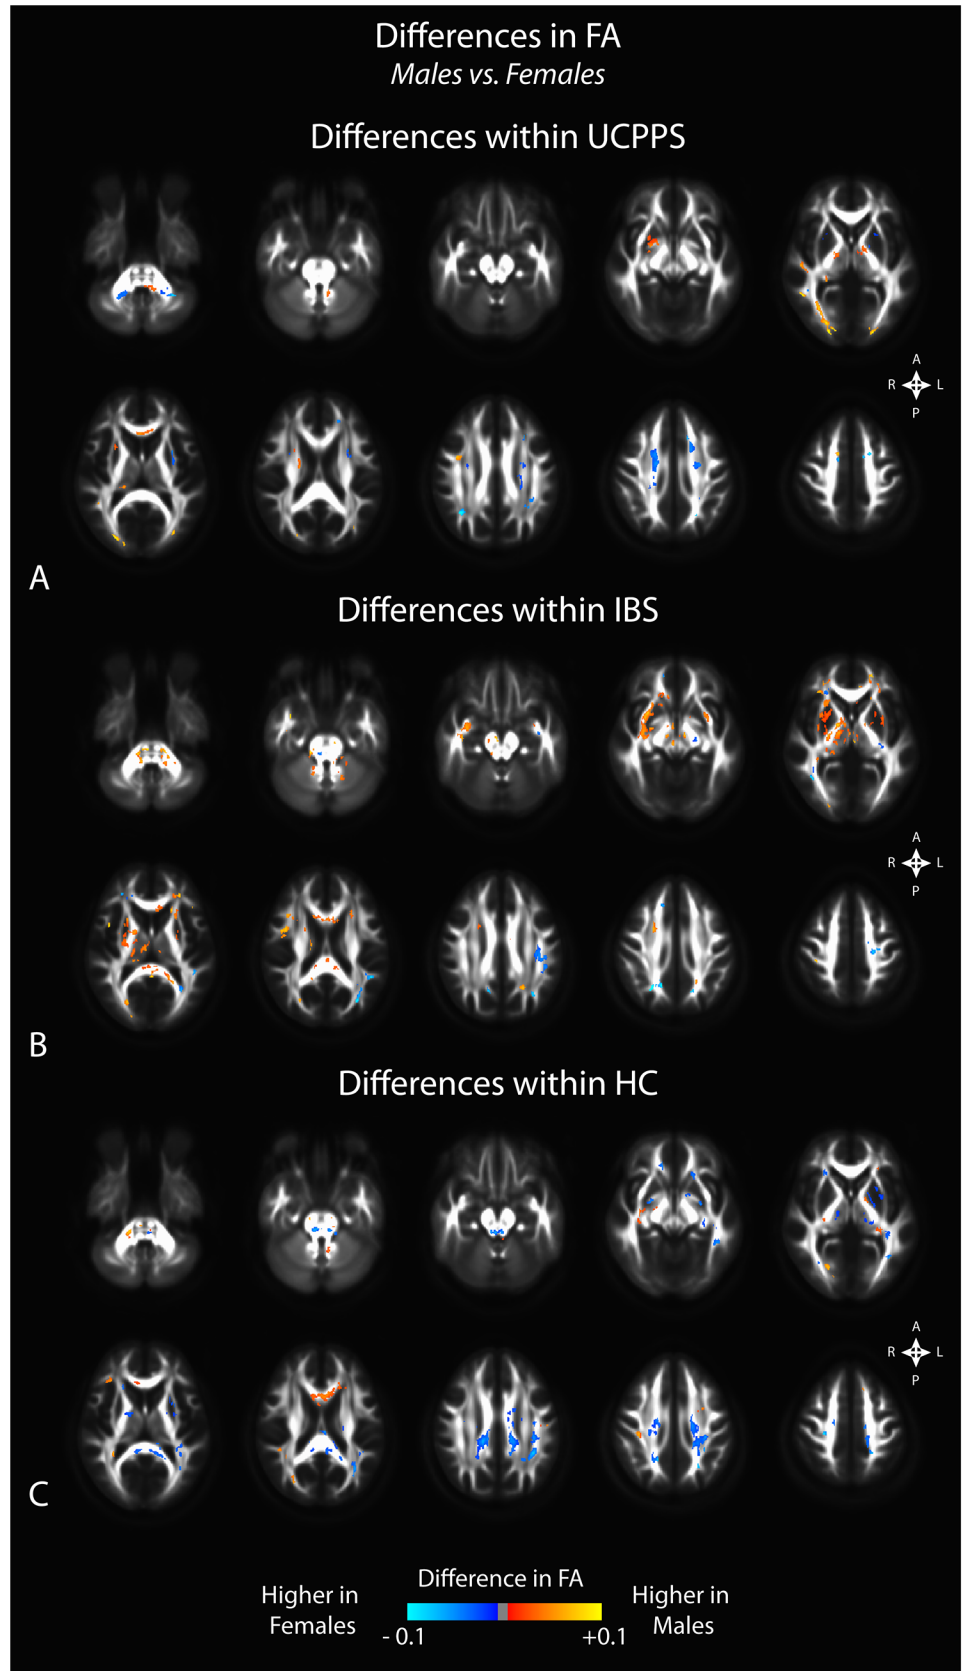 Differences in FA
Males vs. Females
Differences within UCPPS
A
R L
P
A
Differences within IBS
A
R L
P
B
Differences within HC
A
R L
P
C
Difference in FA
Higher in Females
Higher in Males
- 0.1
+0.1